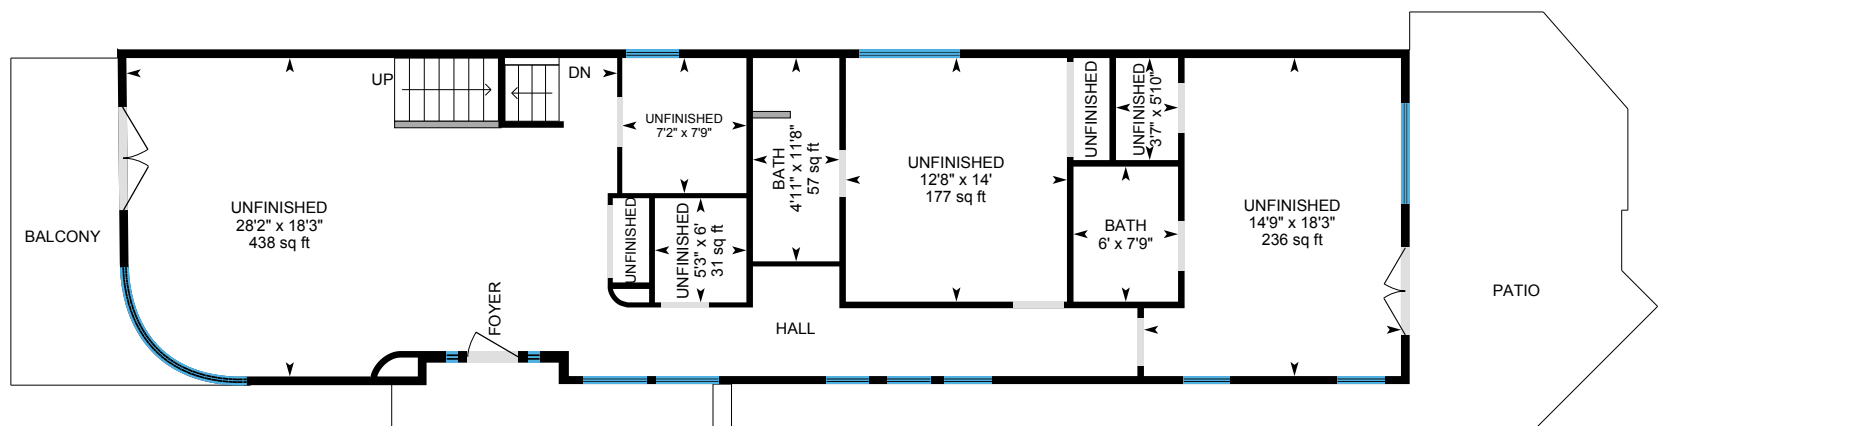 BALCONY
UNFINISHED
28'2" x 18'3"
438 sq ft
UP
DN
FOYER
UNFINISHED
7'2" x 7'9"
UNFINISHED
UNFINISHED
5'3" x 6'
31 sq ft
BATH
4'11" x 11'8"
57 sq ft
HALL
UNFINISHED
12'8" x 14'
177 sq ft
UNFINISHED
UNFINISHED
3'7" x 5'10"
BATH
6' x 7'9"
UNFINISHED
14'9" x 18'3"
236 sq ft
PATIO